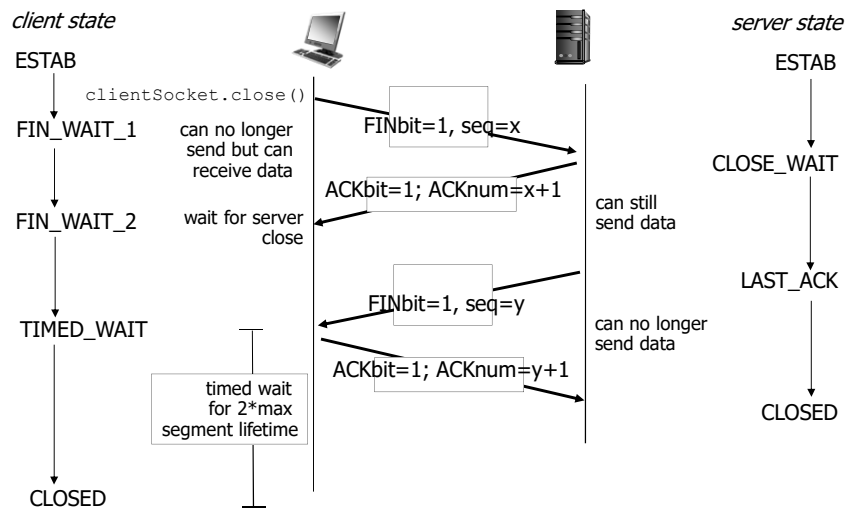 client state
server state
ESTAB
ESTAB
clientSocket.close()
FINbit=1, seq=x
FIN_WAIT_1
can no longer
send but can
receive data
CLOSE_WAIT
ACKbit=1; ACKnum=x+1
FIN_WAIT_2
wait for server
close
can still
send data
LAST_ACK
FINbit=1, seq=y
TIMED_WAIT
can no longer
send data
ACKbit=1; ACKnum=y+1
timed wait
for 2*max
segment lifetime
CLOSED
CLOSED